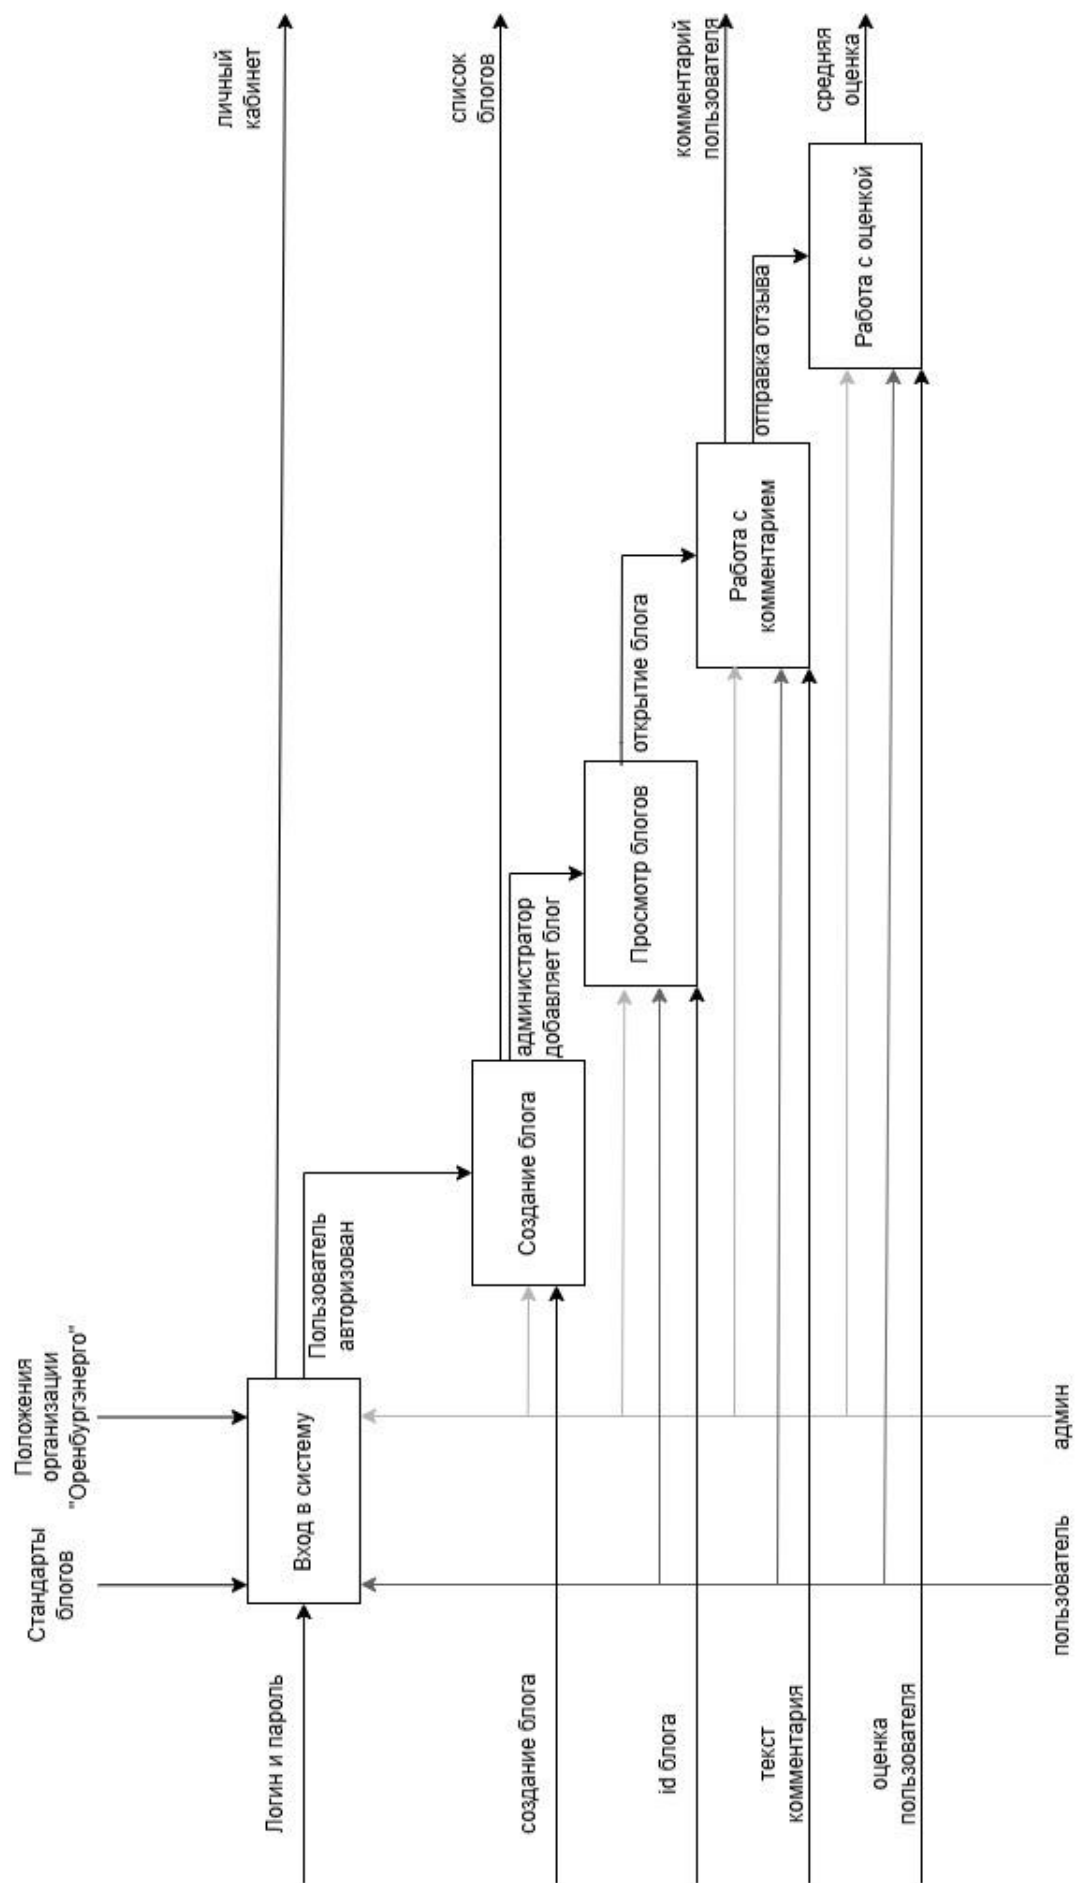 Стандарты
блогов
Положения
организации
"Оренбургэнерго"
Логин и пароль
Вход в систему
Пользователь
авторизован
личный
кабинет
создание блога
Создание блога
администратор
добавляет блог
список
блогов
id блога
Просмотр блогов
открытие блога
текст
комментария
Работа с
комментарием
отправка отзыва
комментарий
пользователя
оценка
пользователя
Работа с оценкой
средняя
оценка
пользователь
админ